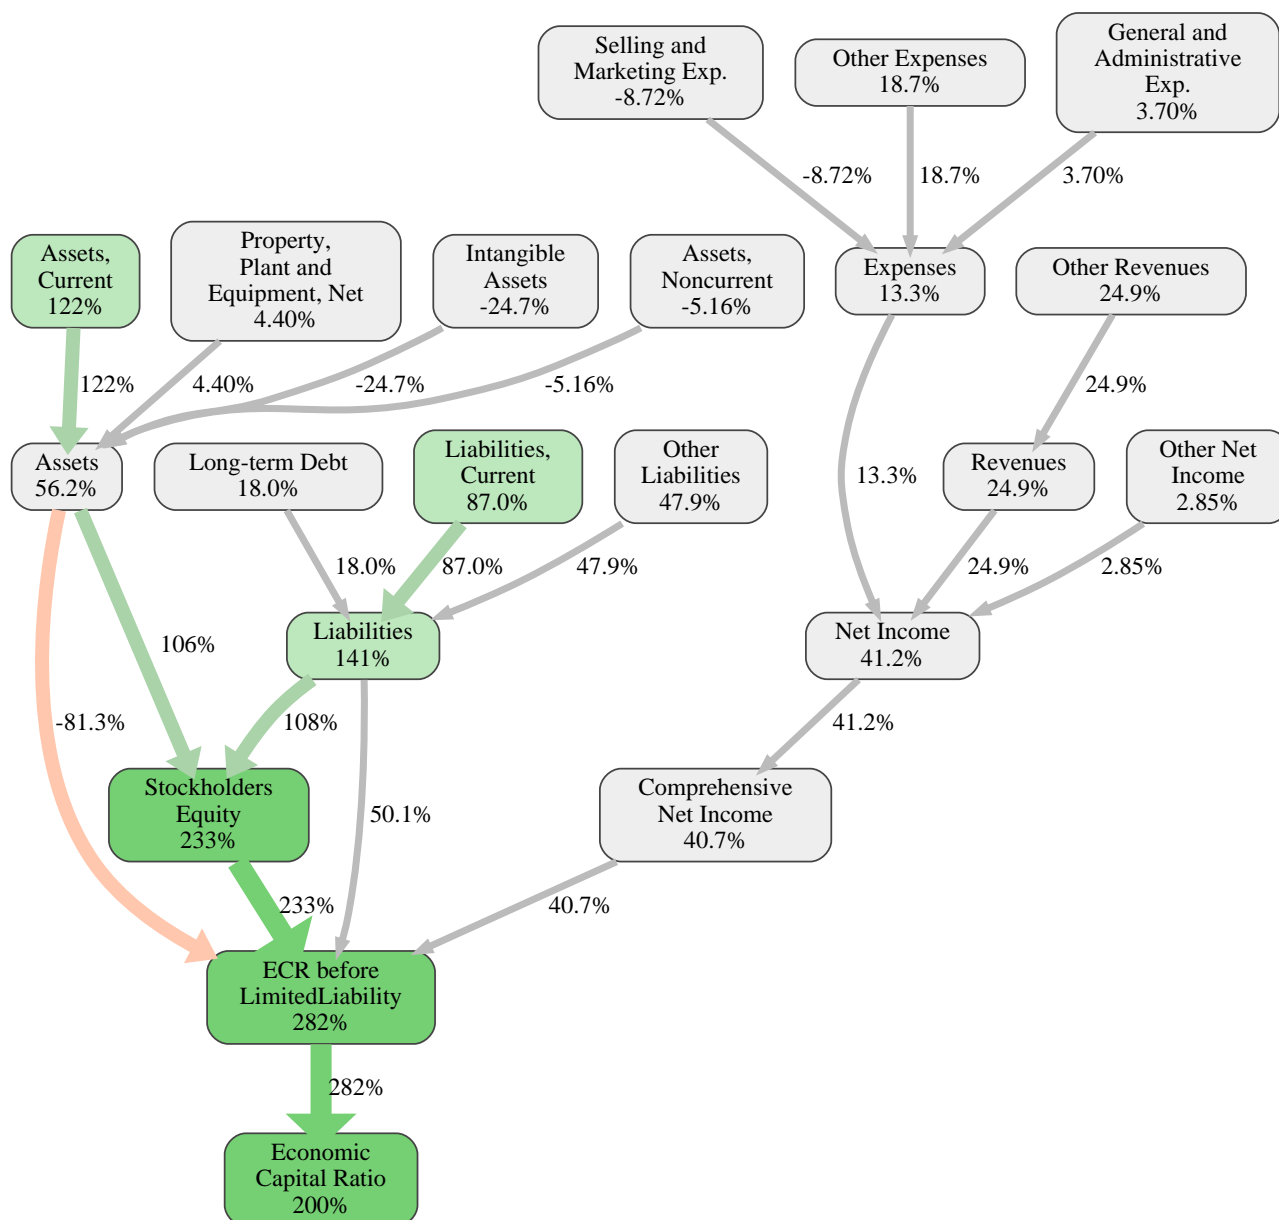 Selling and
Marketing Exp.
-8.72%
Other Expenses
18.7%
General and
Administrative
Exp.
3.70%
-8.72%
18.7%
3.70%
Assets,
Current
122%
Property,
Plant and
Equipment, Net
4.40%
Intangible
Assets
-24.7%
Assets,
Noncurrent
-5.16%
Expenses
13.3%
Other Revenues
24.9%
122%
4.40%
-24.7%
-5.16%
24.9%
Assets
56.2%
Long-term Debt
18.0%
Liabilities,
Current
87.0%
Other
Liabilities
47.9%
13.3%
Revenues
24.9%
Other Net
Income
2.85%
18.0%
87.0%
47.9%
24.9%
2.85%
106%
Liabilities
141%
Net Income
41.2%
-81.3%
108%
41.2%
Stockholders
Equity
233%
50.1%
Comprehensive
Net Income
40.7%
233%
40.7%
ECR before
LimitedLiability
282%
282%
Economic
Capital Ratio
200%